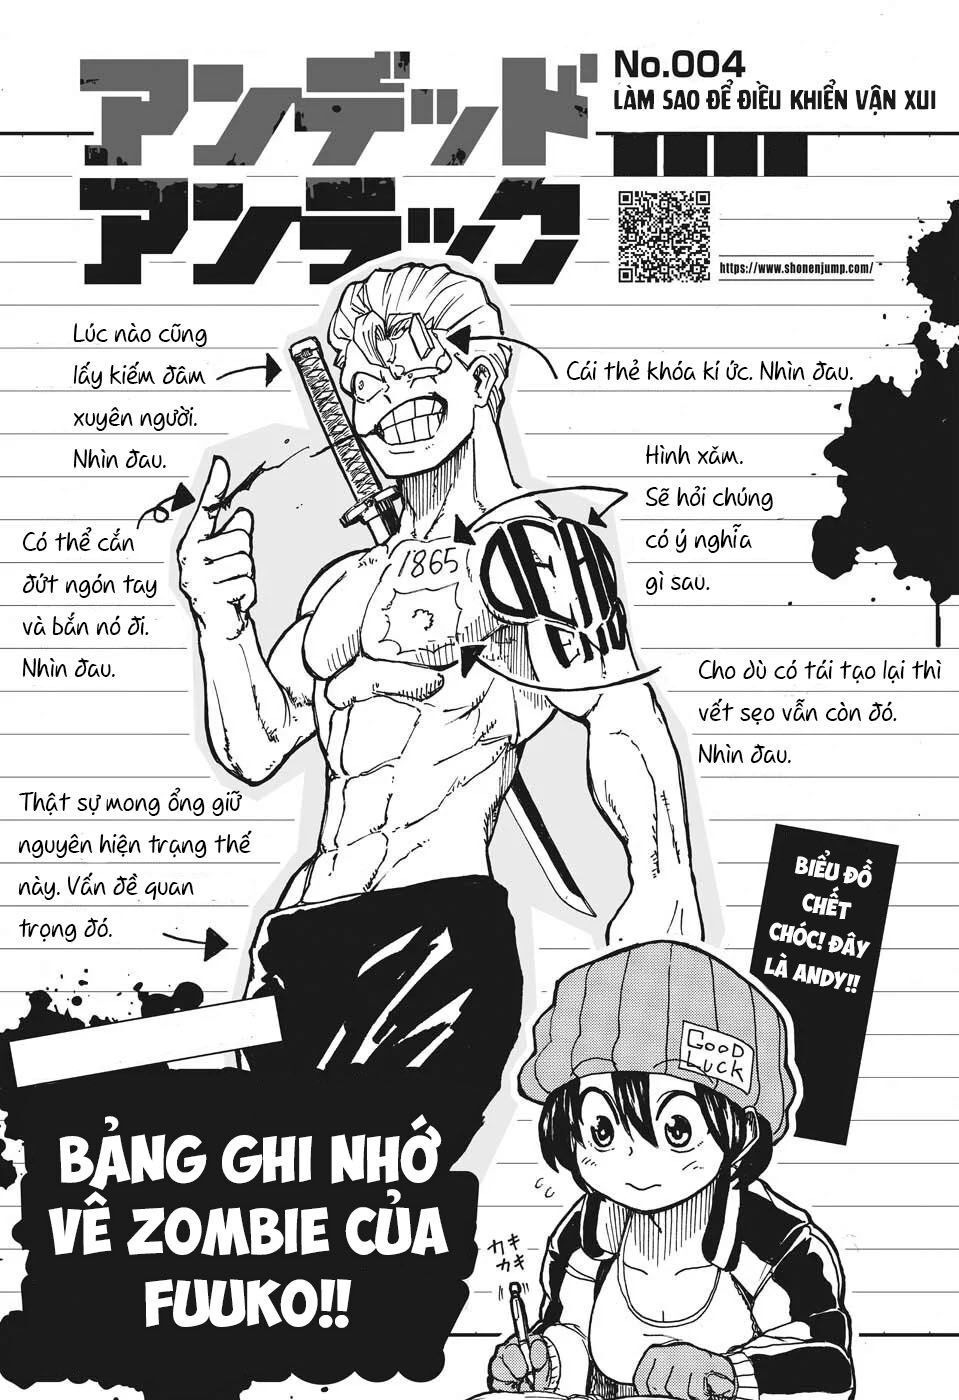 アンデッド
アンラック
No.004
LÀM SAO ĐỂ ĐIỀU KHIỂN VẬN XUI
https://www.shonenjump.com/
Lúc nào cũng
lấy kiếm đâm
xuyên người.
Nhìn đau.
Cái thẻ khóa kí ức. Nhìn đau.
Hình xăm.
Sẽ hỏi chúng
có ý nghĩa
gì sau.
Có thể cắn
đứt ngón tay
và bắn nó đi.
Nhìn đau.
1865
DEAD
END
Cho dù có tái tạo lại thì
vết sẹo vẫn còn đó.
Nhìn đau.
Thật sự mong ổng giữ
nguyên hiện trạng thế
này. Vấn đề quan
trọng đó.
BIỂU ĐỒ
CHẾT
CHÓC! ĐÂY
LÀ ANDY!!
GOOD
LUCK
BẢNG GHI NHỚ
VỀ ZOMBIE CỦA
FUUKO!!
カキ
カキ